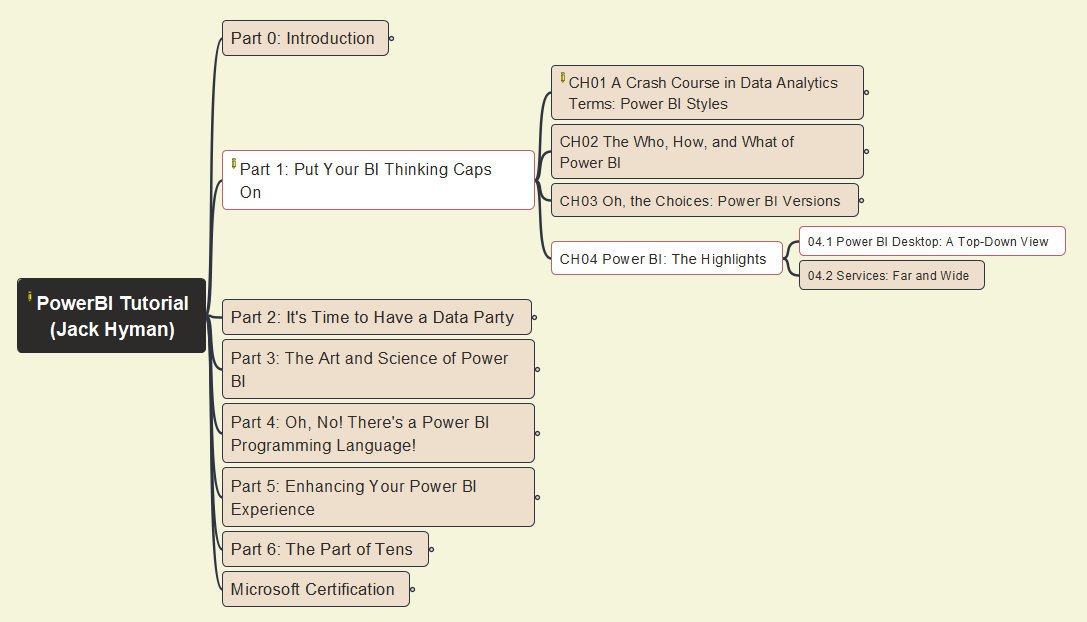 Part 0: Introduction
CH01 A Crash Course in Data Analytics
Terms: Power BI Styles
CH02 The Who, How, and What of
Power BI
Part 1: Put Your BI Thinking Caps
On
CH03 Oh, the Choices: Power BI Versions
04.1 Power BI Desktop: A Top-Down View
CH04 Power BI: The Highlights
04.2 Services: Far and Wide
PowerBI Tutorial
(Jack Hyman)
Part 2: It's Time to Have a Data Party
Part 3: The Art and Science of Power
BI
Part 4: Oh, No! There's a Power BI
Programming Language!
Part 5: Enhancing Your Power BI
Experience
Part 6: The Part of Tens
Microsoft Certification